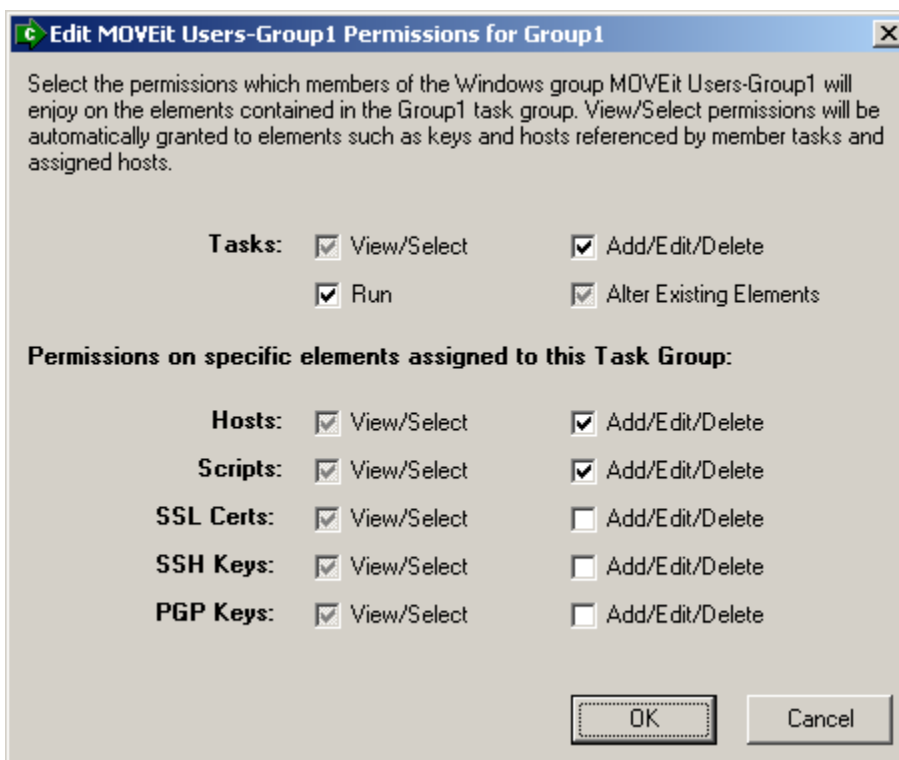 C Edit MOVEit Users-Group1 Permissions for Group1
Select the permissions which members of the Windows group MOVEit Users-Group1 will
enjoy on the elements contained in the Group1 task group. View/Select permissions will be
automatically granted to elements such as keys and hosts referenced by member tasks and
assigned hosts.
Tasks: View/Select Add/Edit/Delete
Run Alter Existing Elements
Permissions on specific elements assigned to this Task Group:
Hosts: View/Select Add/Edit/Delete
Scripts: View/Select Add/Edit/Delete
SSL Certs: View/Select Add/Edit/Delete
SSH Keys: View/Select Add/Edit/Delete
PGP Keys: View/Select Add/Edit/Delete
OK Cancel